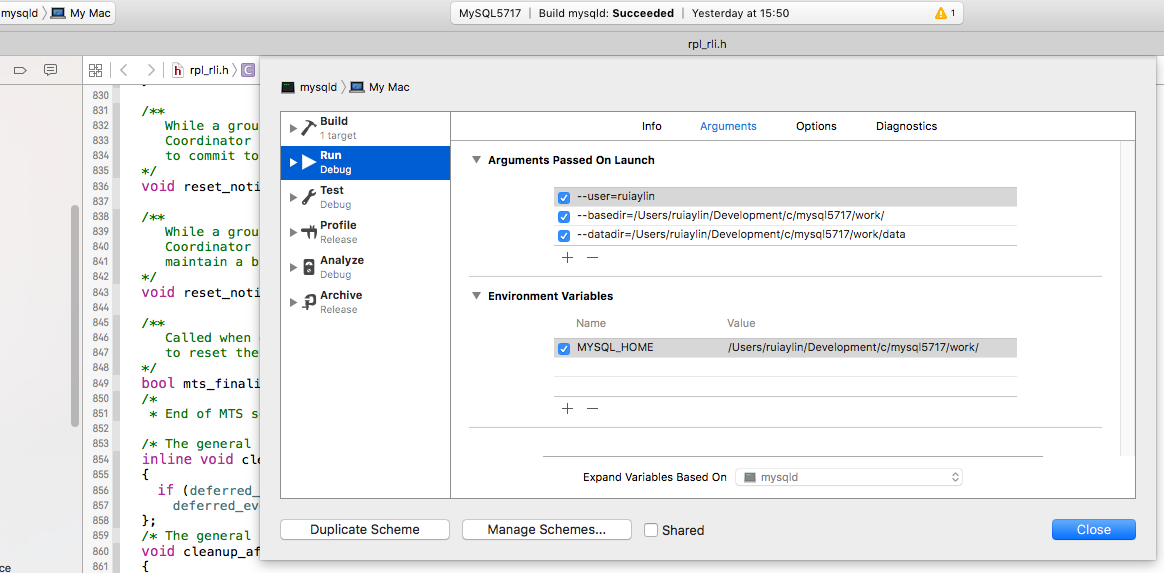 mysqld My Mac
MySQL5717 | Build mysqld: Succeeded | Yesterday at 15:50 1
rpl_rli.h
h rpl_rli.h C
mysqld My Mac
830
831 /**
832 While a grou
833 Coordinator
834 to commit to
835 */
836 void reset_noti
837
838 /**
839 While a grou
840 Coordinator
841 maintain a b
842 */
843 void reset_noti
844
845 /**
846 Called when
847 to reset the
848 */
849 bool mts_finali
850 /*
851 * End of MTS s
852
853 /* The general
854 inline void cle
855 {
856 if (deferred_
857 deferred_eve
858 };
859 /* The general
860 void cleanup_af
861 {
ce
Build
1 target
Run
Debug
Test
Debug
Profile
Release
Analyze
Debug
Archive
Release
Info Arguments Options Diagnostics
Arguments Passed On Launch
--user=ruiaylin
--basedir=/Users/ruiaylin/Development/c/mysql5717/work/
--datadir=/Users/ruiaylin/Development/c/mysql5717/work/data
+ —
Environment Variables
Name Value
MYSQL_HOME /Users/ruiaylin/Development/c/mysql5717/work/
+ —
Expand Variables Based On mysqld
Duplicate Scheme Manage Schemes... Shared Close